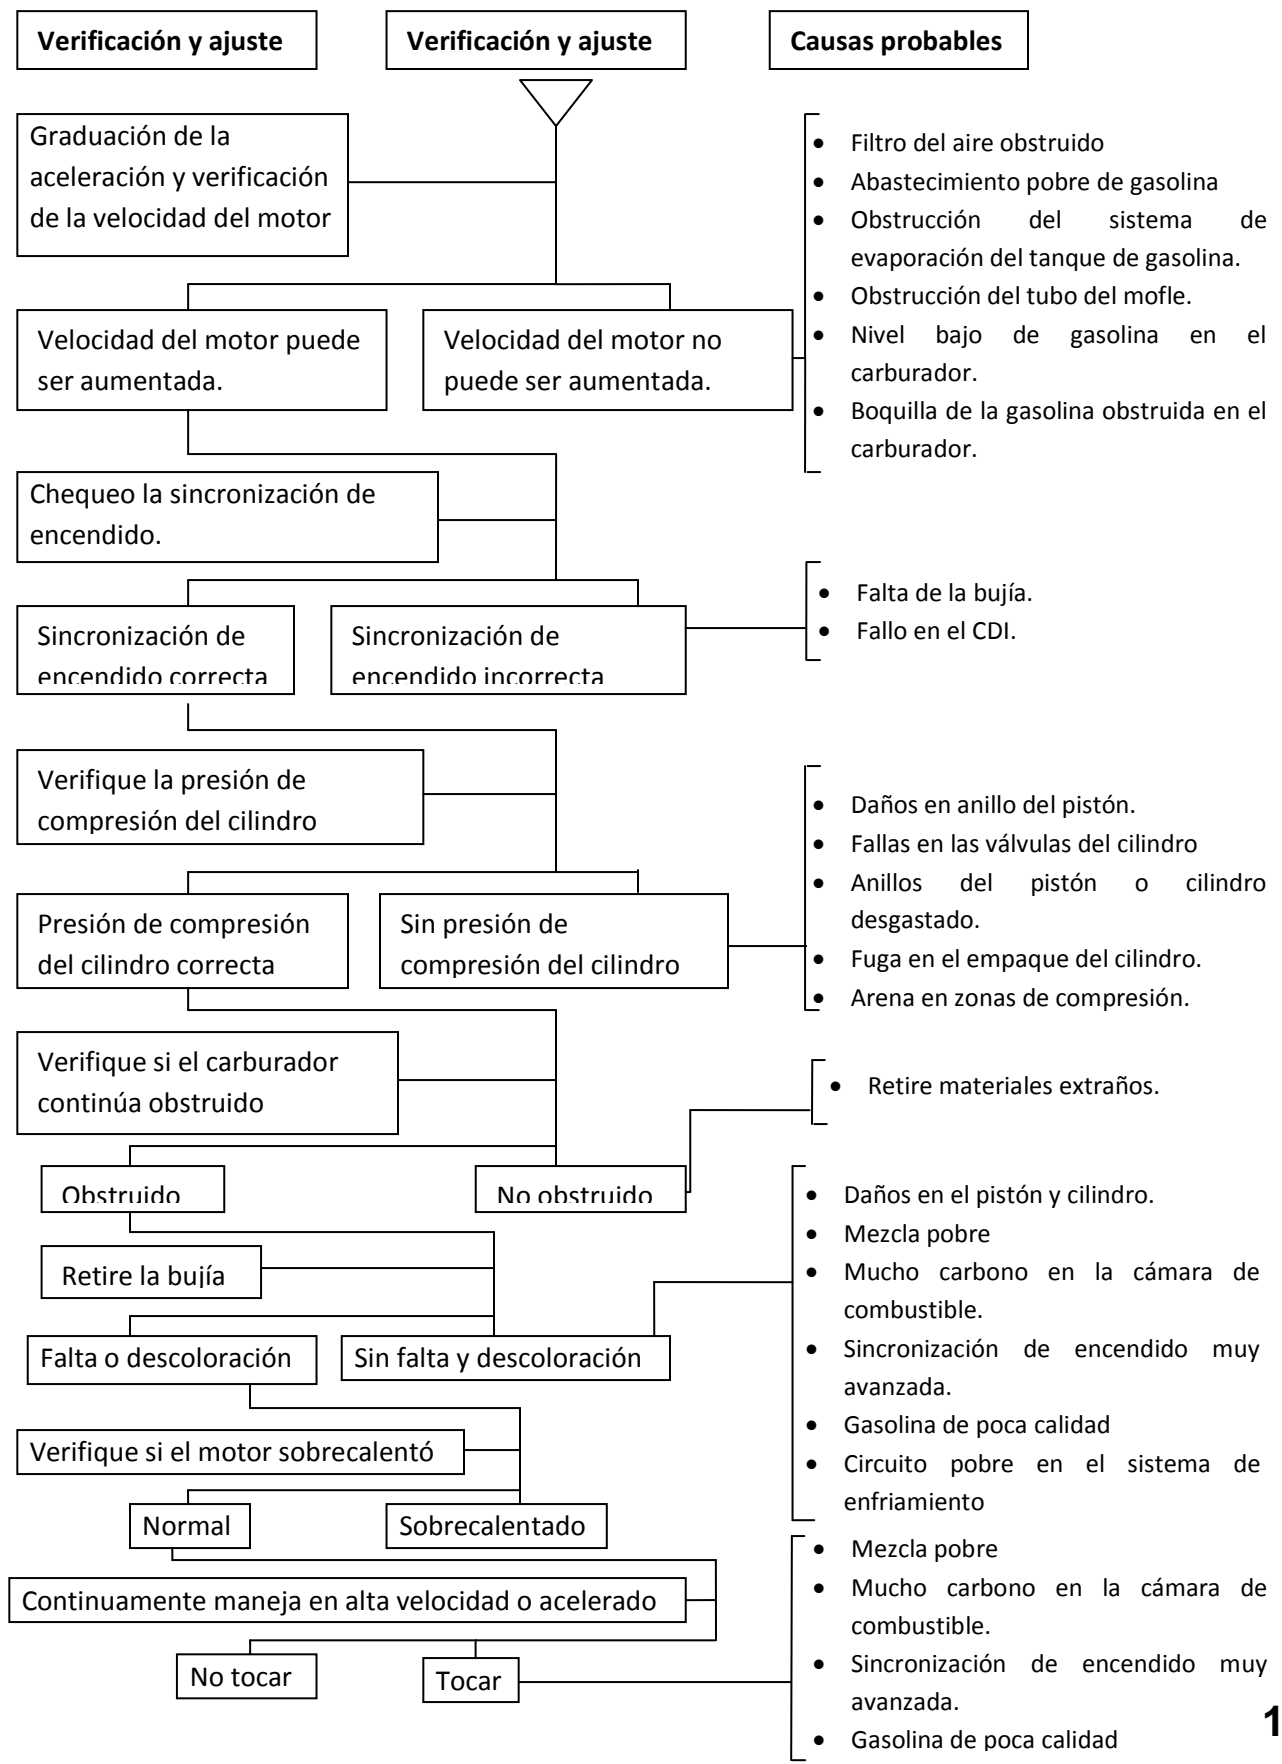 Verificación y ajuste
Verificación y ajuste
Causas probables
Graduación de la
aceleración y verificación
de la velocidad del motor
• Filtro del aire obstruido
• Abastecimiento pobre de gasolina
• Obstrucción del sistema de
evaporación del tanque de gasolina.
• Obstrucción del tubo del mofle.
• Nivel bajo de gasolina en el
carburador.
• Boquilla de la gasolina obstruida en el
carburador.
Velocidad del motor puede
ser aumentada.
Velocidad del motor no
puede ser aumentada.
Chequeo la sincronización de
encendido.
Sincronización de
encendido correcta
Sincronización de
encendido incorrecta
• Falta de la bujía.
• Fallo en el CDI.
Verifique la presión de
compresión del cilindro
Presión de compresión
del cilindro correcta
Sin presión de
compresión del cilindro
• Daños en anillo del pistón.
• Fallas en las válvulas del cilindro
• Anillos del pistón o cilindro
desgastado.
• Fuga en el empaque del cilindro.
• Arena en zonas de compresión.
Verifique si el carburador
continúa obstruido
• Retire materiales extraños.
Obstruido
No obstruido
Retire la bujía
Falta o descoloración
Sin falta y descoloración
• Daños en el pistón y cilindro.
• Mezcla pobre
• Mucho carbono en la cámara de
combustible.
• Sincronización de encendido muy
avanzada.
• Gasolina de poca calidad
• Circuito pobre en el sistema de
enfriamiento
Verifique si el motor sobrecalentó
Normal
Sobrecalentado
Continuamente maneja en alta velocidad o acelerado
No tocar
Tocar
• Mezcla pobre
• Mucho carbono en la cámara de
combustible.
• Sincronización de encendido muy
avanzada.
• Gasolina de poca calidad
1